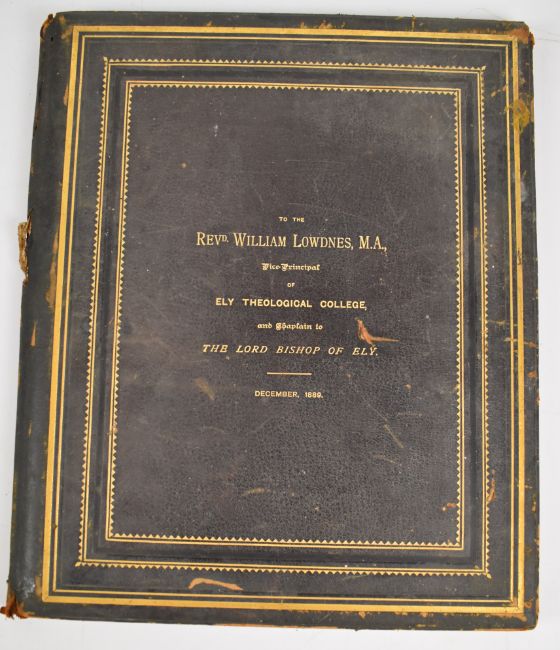 TO THE
REVD. WILLIAM LOWDNES, M.A.,
Vice-Principal
OF
ELY THEOLOGICAL COLLEGE,
and Chaplain to
THE LORD BISHOP OF ELY.
DECEMBER, 1889.